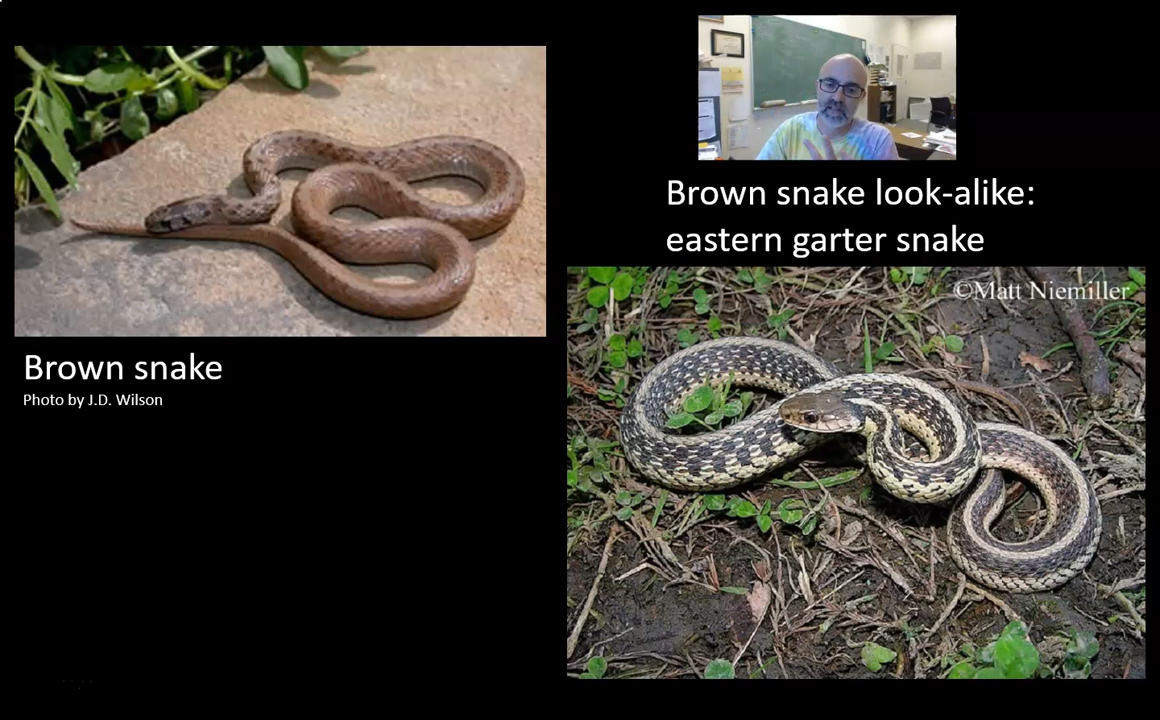 Brown snake look-alike:
eastern garter snake
©Matt Niemiller
Brown snake
Photo by J.D. Wilson